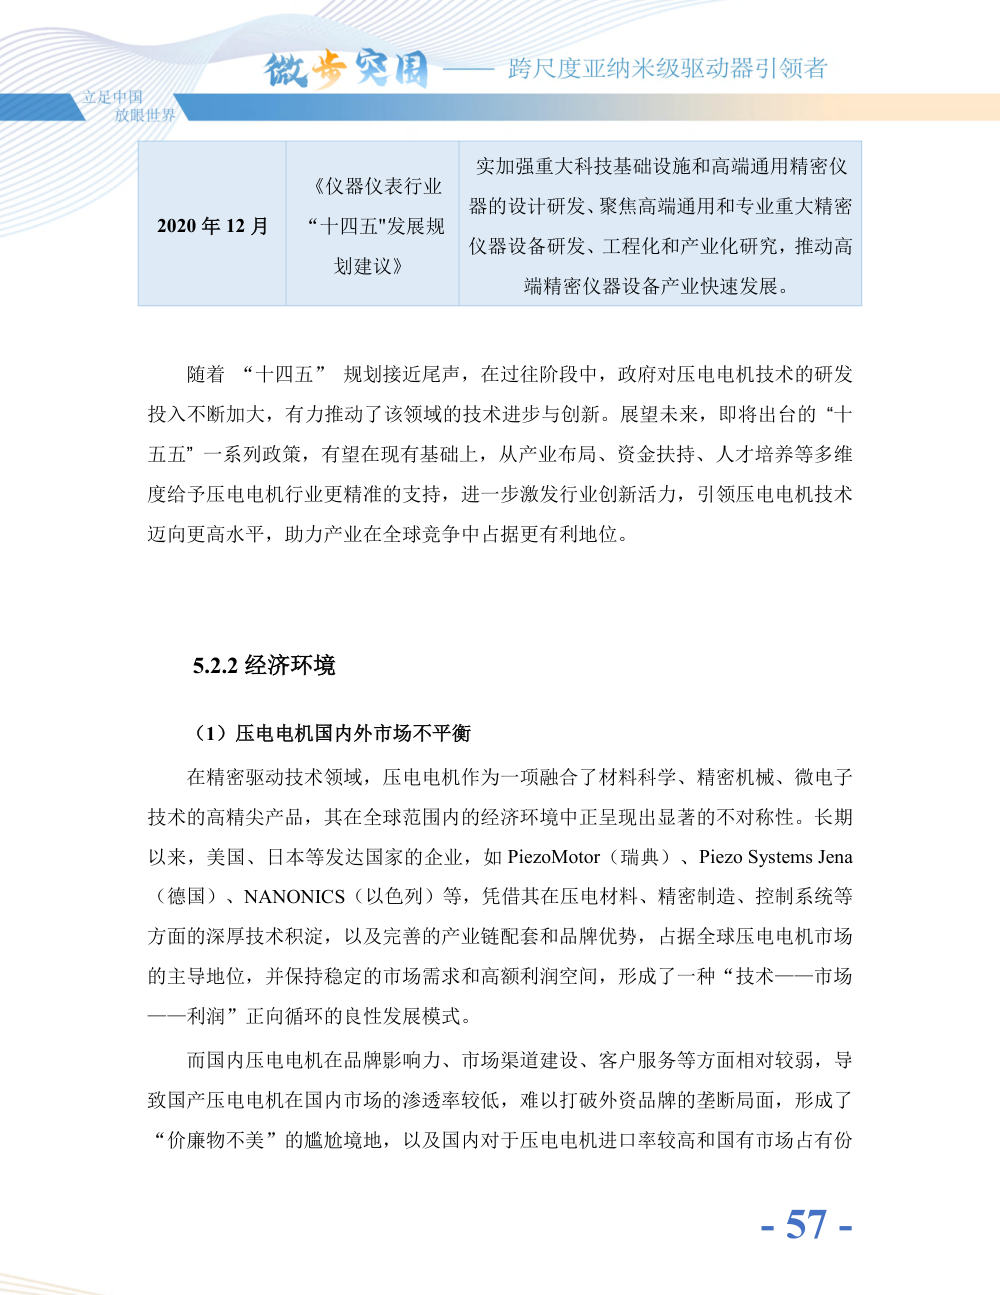 微步突围 —— 跨尺度亚纳米级驱动器引领者
立足中国
放眼世界
2020 年 12 月
《仪器仪表行业
“十四五"发展规
划建议》
实加强重大科技基础设施和高端通用精密仪
器的设计研发、聚焦高端通用和专业重大精密
仪器设备研发、工程化和产业化研究，推动高
端精密仪器设备产业快速发展。
随着 “十四五” 规划接近尾声，在过往阶段中，政府对压电电机技术的研发
投入不断加大，有力推动了该领域的技术进步与创新。展望未来，即将出台的 “十
五五” 一系列政策，有望在现有基础上，从产业布局、资金扶持、人才培养等多维
度给予压电电机行业更精准的支持，进一步激发行业创新活力，引领压电电机技术
迈向更高水平，助力产业在全球竞争中占据更有利地位。
5.2.2 经济环境
（1）压电电机国内外市场不平衡
在精密驱动技术领域，压电电机作为一项融合了材料科学、精密机械、微电子
技术的高精尖产品，其在全球范围内的经济环境中正呈现出显著的不对称性。长期
以来，美国、日本等发达国家的企业，如 PiezoMotor（瑞典）、Piezo Systems Jena
（德国）、NANONICS（以色列）等，凭借其在压电材料、精密制造、控制系统等
方面的深厚技术积淀，以及完善的产业链配套和品牌优势，占据全球压电电机市场
的主导地位，并保持稳定的市场需求和高额利润空间，形成了一种“技术——市场
——利润”正向循环的良性发展模式。
而国内压电电机在品牌影响力、市场渠道建设、客户服务等方面相对较弱，导
致国产压电电机在国内市场的渗透率较低，难以打破外资品牌的垄断局面，形成了
“价廉物不美”的尴尬境地，以及国内对于压电电机进口率较高和国有市场占有份
- 57 -